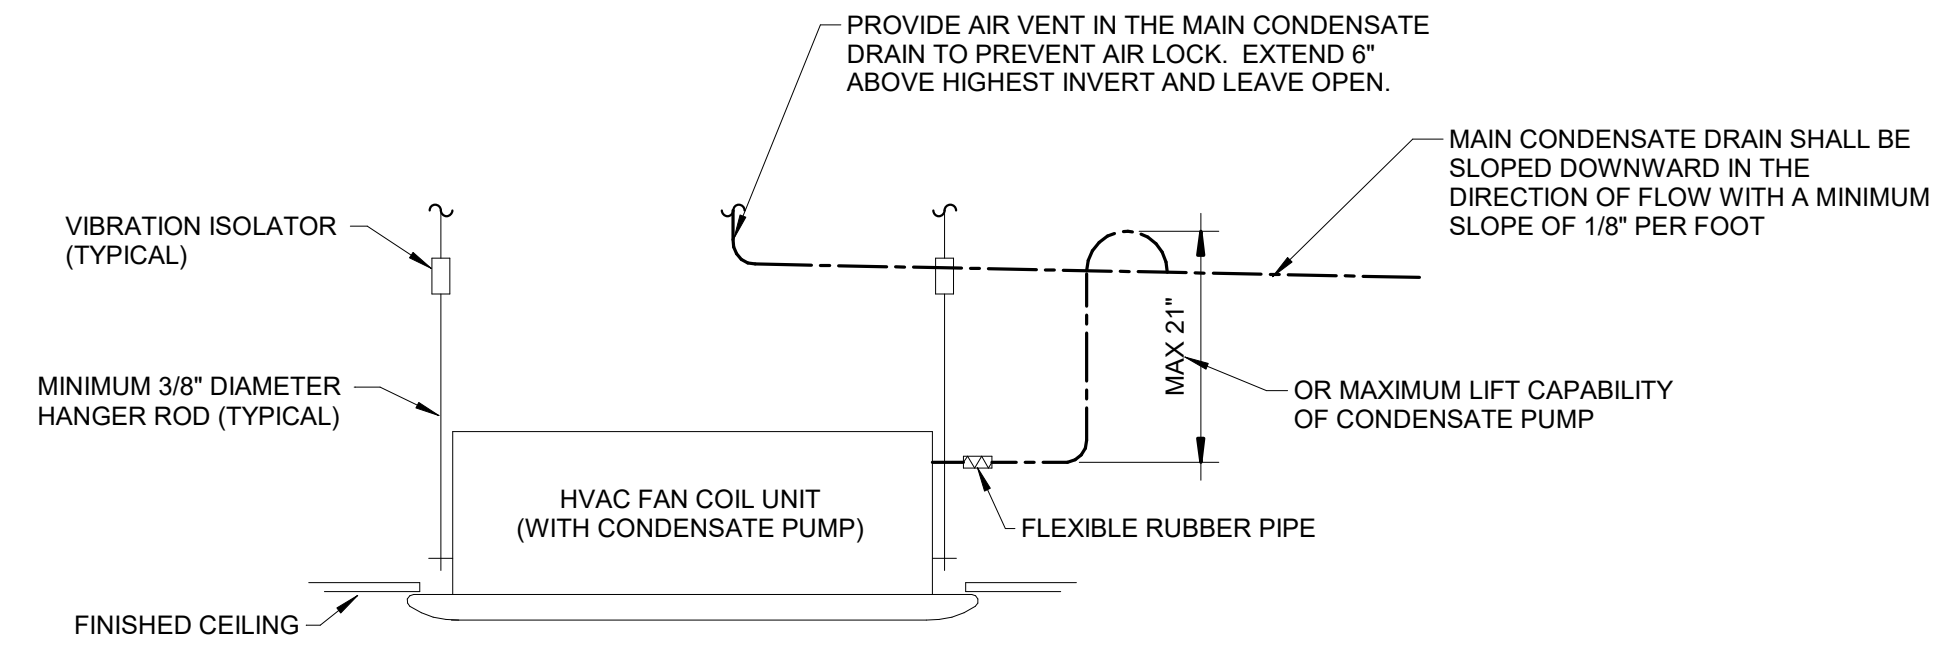 PROVIDE AIR VENT IN THE MAIN CONDENSATE
DRAIN TO PREVENT AIR LOCK. EXTEND 6"
ABOVE HIGHEST INVERT AND LEAVE OPEN.
MAIN CONDENSATE DRAIN SHALL BE
SLOPED DOWNWARD IN THE
DIRECTION OF FLOW WITH A MINIMUM
SLOPE OF 1/8" PER FOOT
VIBRATION ISOLATOR
(TYPICAL)
MAX 21"
MINIMUM 3/8" DIAMETER
HANGER ROD (TYPICAL)
OR MAXIMUM LIFT CAPABILITY
OF CONDENSATE PUMP
HVAC FAN COIL UNIT
(WITH CONDENSATE PUMP)
FLEXIBLE RUBBER PIPE
FINISHED CEILING